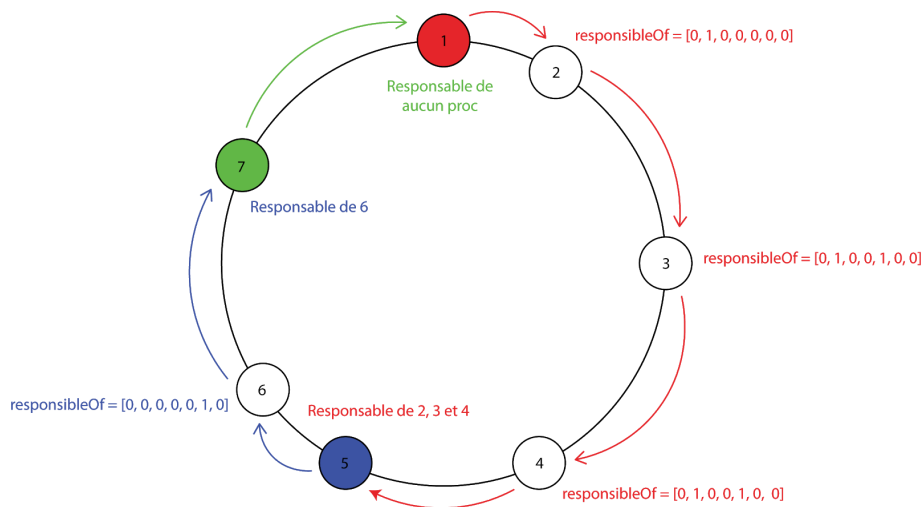 1
responsibleOf = [0, 1, 0, 0, 0, 0, 0]
2
Responsable de
aucun proc
7
Responsable de 6
3
responsibleOf = [0, 1, 0, 0, 1, 0, 0]
6
responsibleOf = [0, 0, 0, 0, 0, 1, 0]
Responsable de 2, 3 et 4
5
4
responsibleOf = [0, 1, 0, 0, 1, 0, 0]